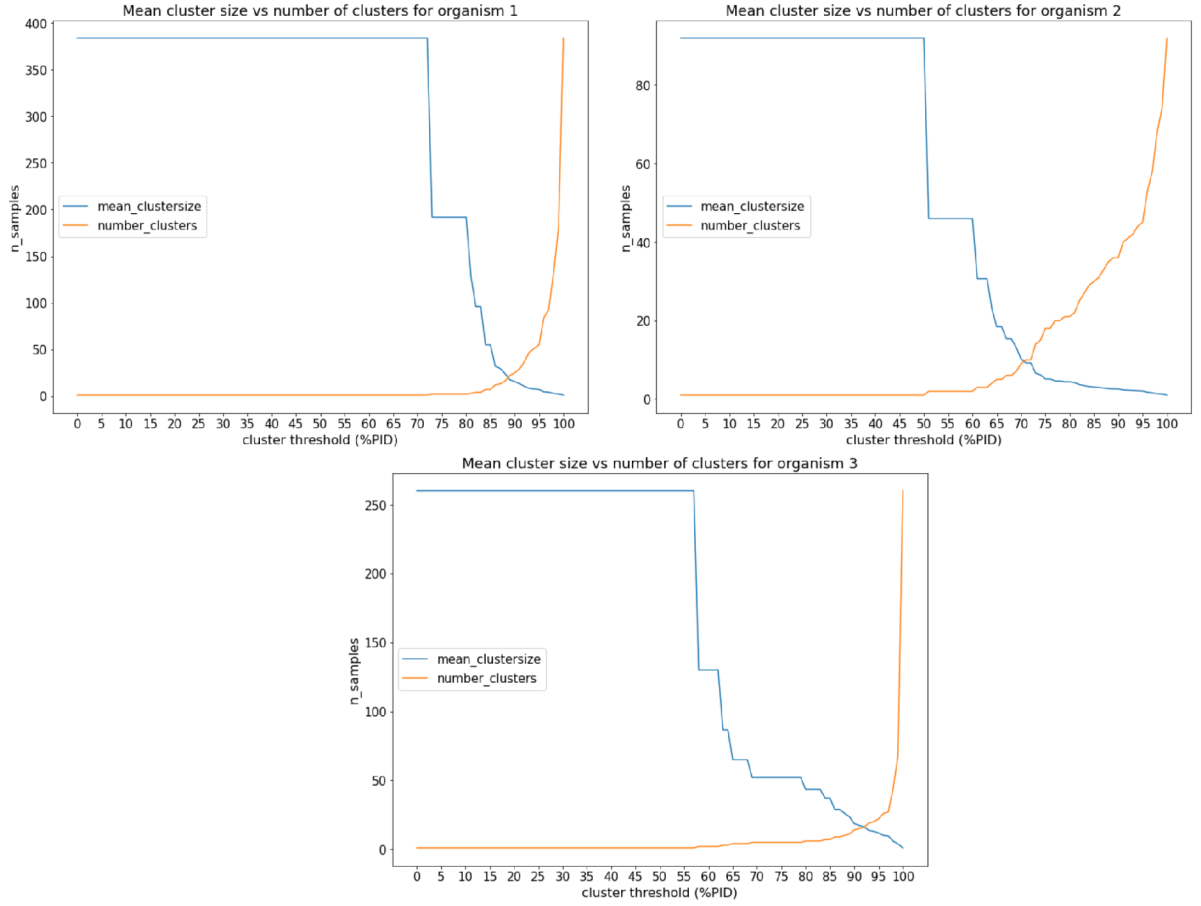 Mean cluster size vs number of clusters for organism 1
400
350
300
250
200
150
100
50
0
n_samples
mean_clustersize
number_clusters
0 5 10 15 20 25 30 35 40 45 50 55 60 65 70 75 80 85 90 95 100
cluster threshold (%PID)
Mean cluster size vs number of clusters for organism 2
80
60
40
20
0
n_samples
mean_clustersize
number_clusters
0 5 10 15 20 25 30 35 40 45 50 55 60 65 70 75 80 85 90 95 100
cluster threshold (%PID)
Mean cluster size vs number of clusters for organism 3
250
200
150
100
50
0
n_samples
mean_clustersize
number_clusters
0 5 10 15 20 25 30 35 40 45 50 55 60 65 70 75 80 85 90 95 100
cluster threshold (%PID)